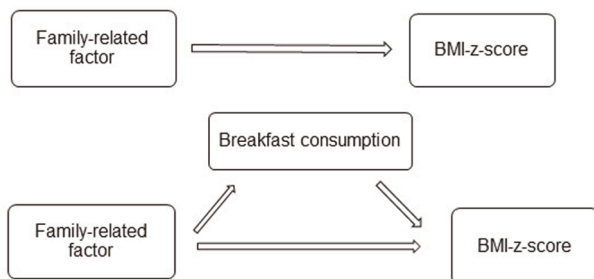 Family-related
factor
BMI-z-score
Breakfast consumption
Family-related
factor
BMI-z-score